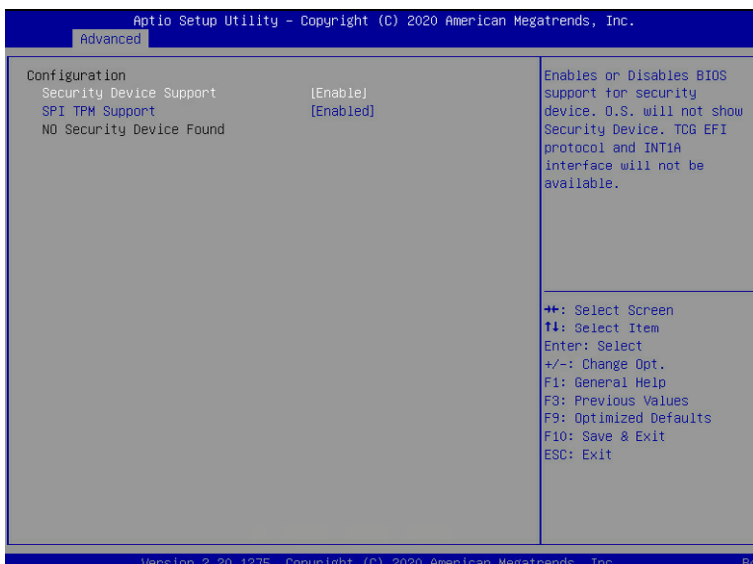 Aptio Setup Utility – Copyright (C) 2020 American Megatrends, Inc.
Advanced
Configuration
Security Device Support [Enable]
SPI TPM Support [Enabled]
NO Security Device Found
Enables or Disables BIOS
support for security
device. O.S. will not show
Security Device. TCG EFI
protocol and INT1A
interface will not be
available.
→←: Select Screen
↑↓: Select Item
Enter: Select
+/-: Change Opt.
F1: General Help
F3: Previous Values
F9: Optimized Defaults
F10: Save & Exit
ESC: Exit
Version 2.20.1275. Copyright (C) 2020 American Megatrends, Inc.